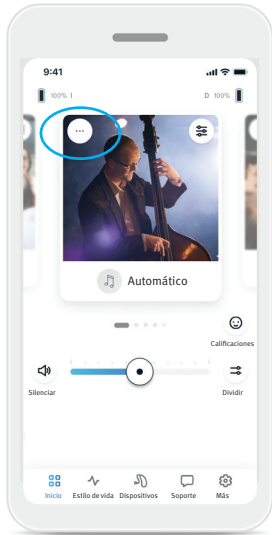 9:41
100% I
D 100%
...
Automático
Calificaciones
Silenciar
Dividir
Inicio
Estilo de vida
Dispositivos
Soporte
Más